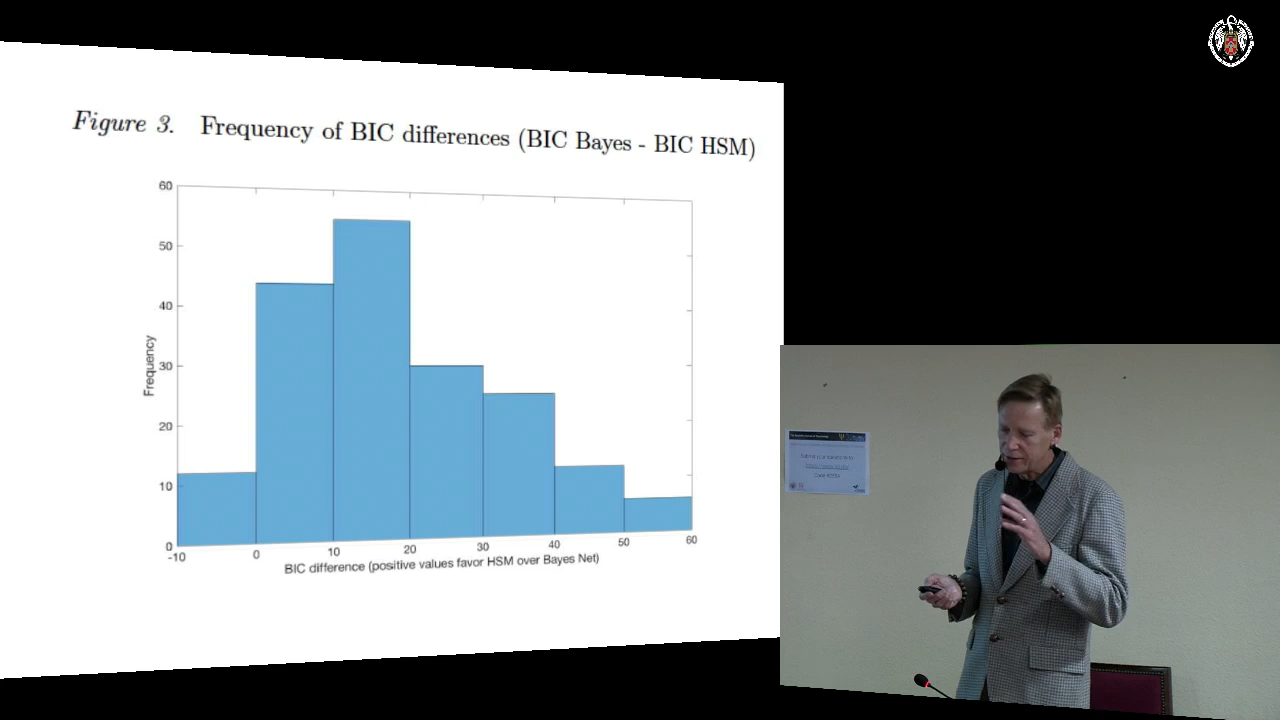 Figure 3. Frequency of BIC differences (BIC Bayes - BIC HSM)
60
50
40
30
20
10
0
Frequency
-10 0 10 20 30 40 50 60
BIC difference (positive values favor HSM over Bayes Net)